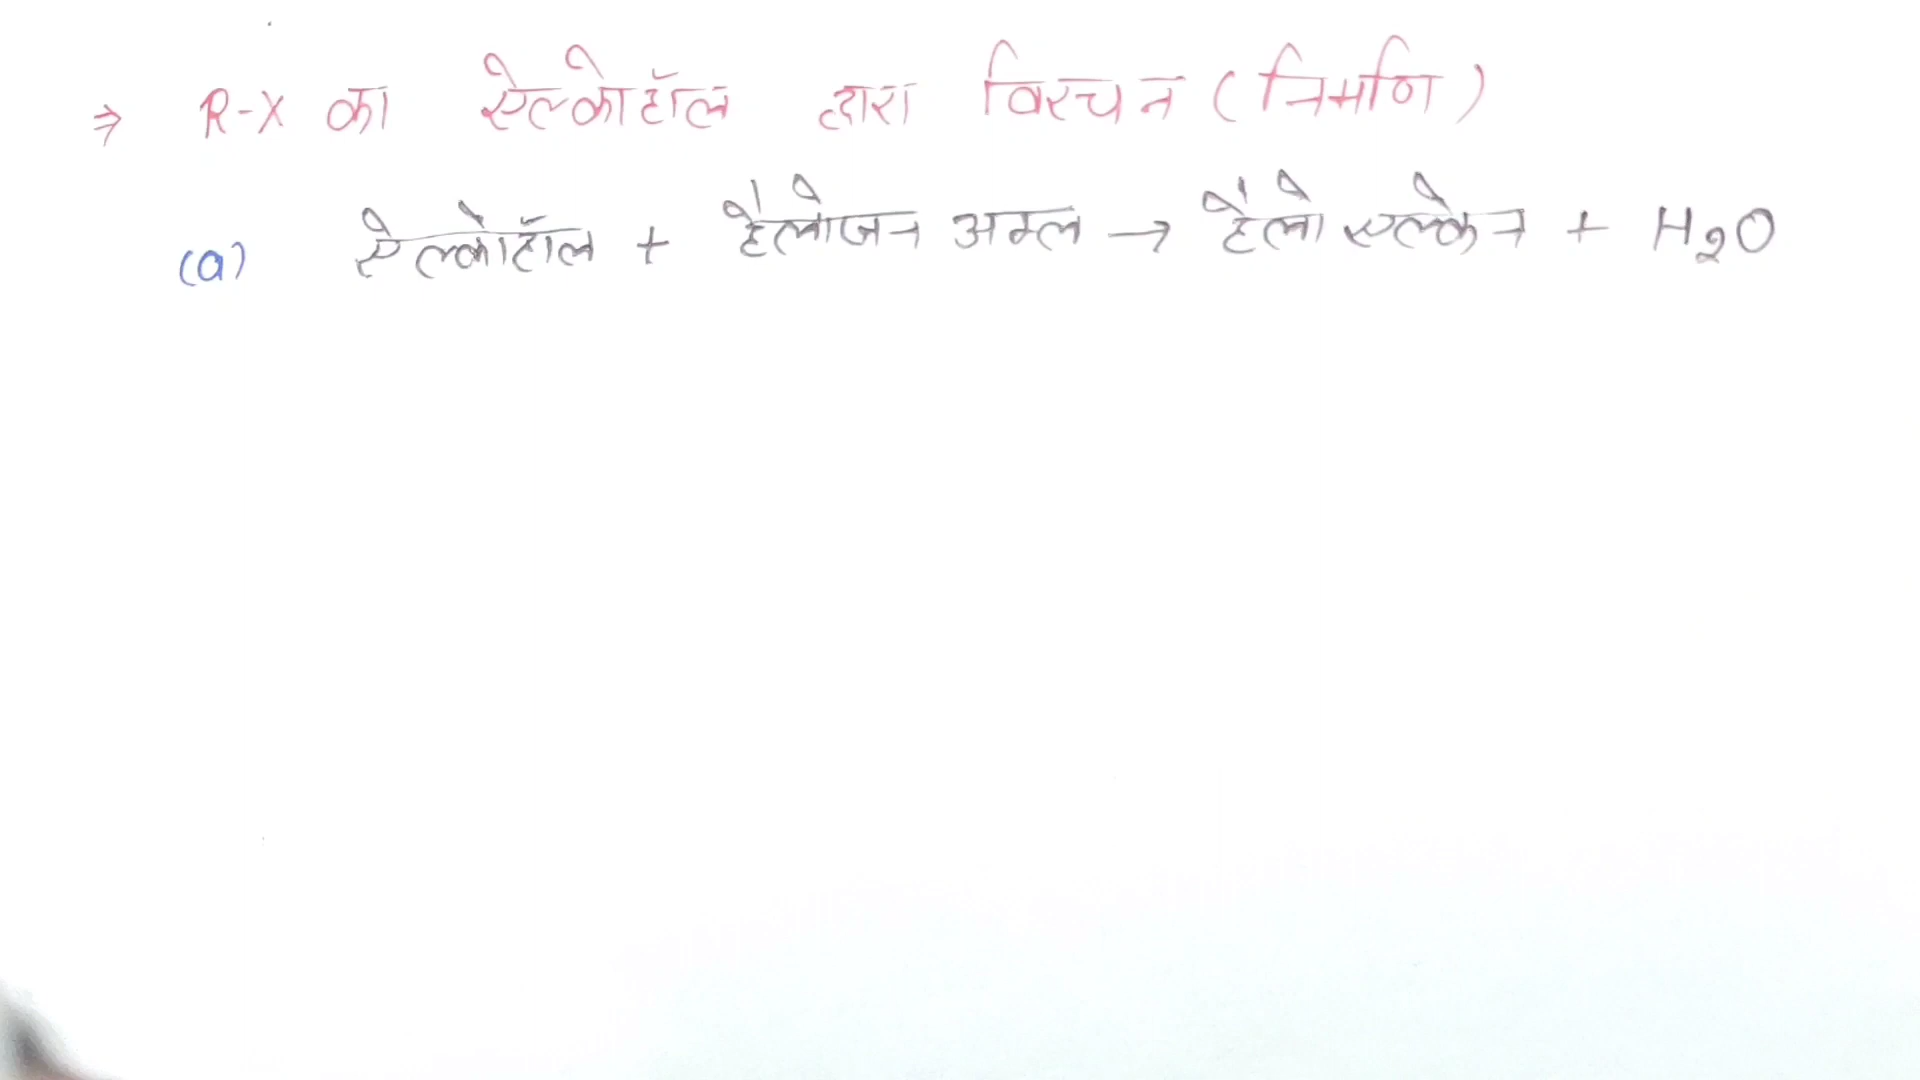 ⇒ R-X का ऐल्कोहॉल द्वारा विरचन (निर्माण)
(a) ऐल्कोहॉल + हैलोजन अम्ल → हैलो एल्केन + H₂O